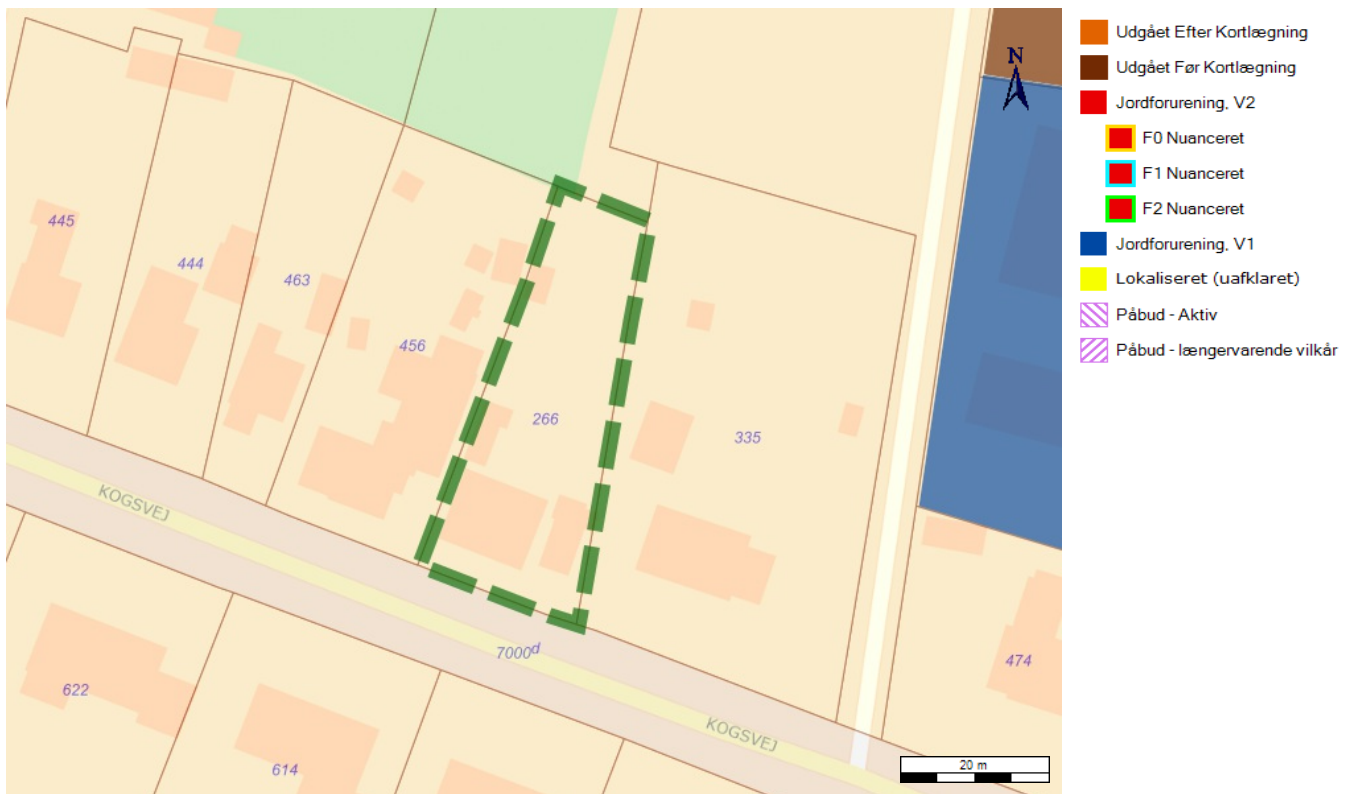 N
445
444
463
456
266
335
KOGSVEJ
7000d
KOGSVEJ
622
614
474
20 m
Udgået Efter Kortlægning
Udgået Før Kortlægning
Jordforurening, V2
F0 Nuanceret
F1 Nuanceret
F2 Nuanceret
Jordforurening, V1
Lokaliseret (uafklaret)
Påbud - Aktiv
Påbud - længervarende vilkår